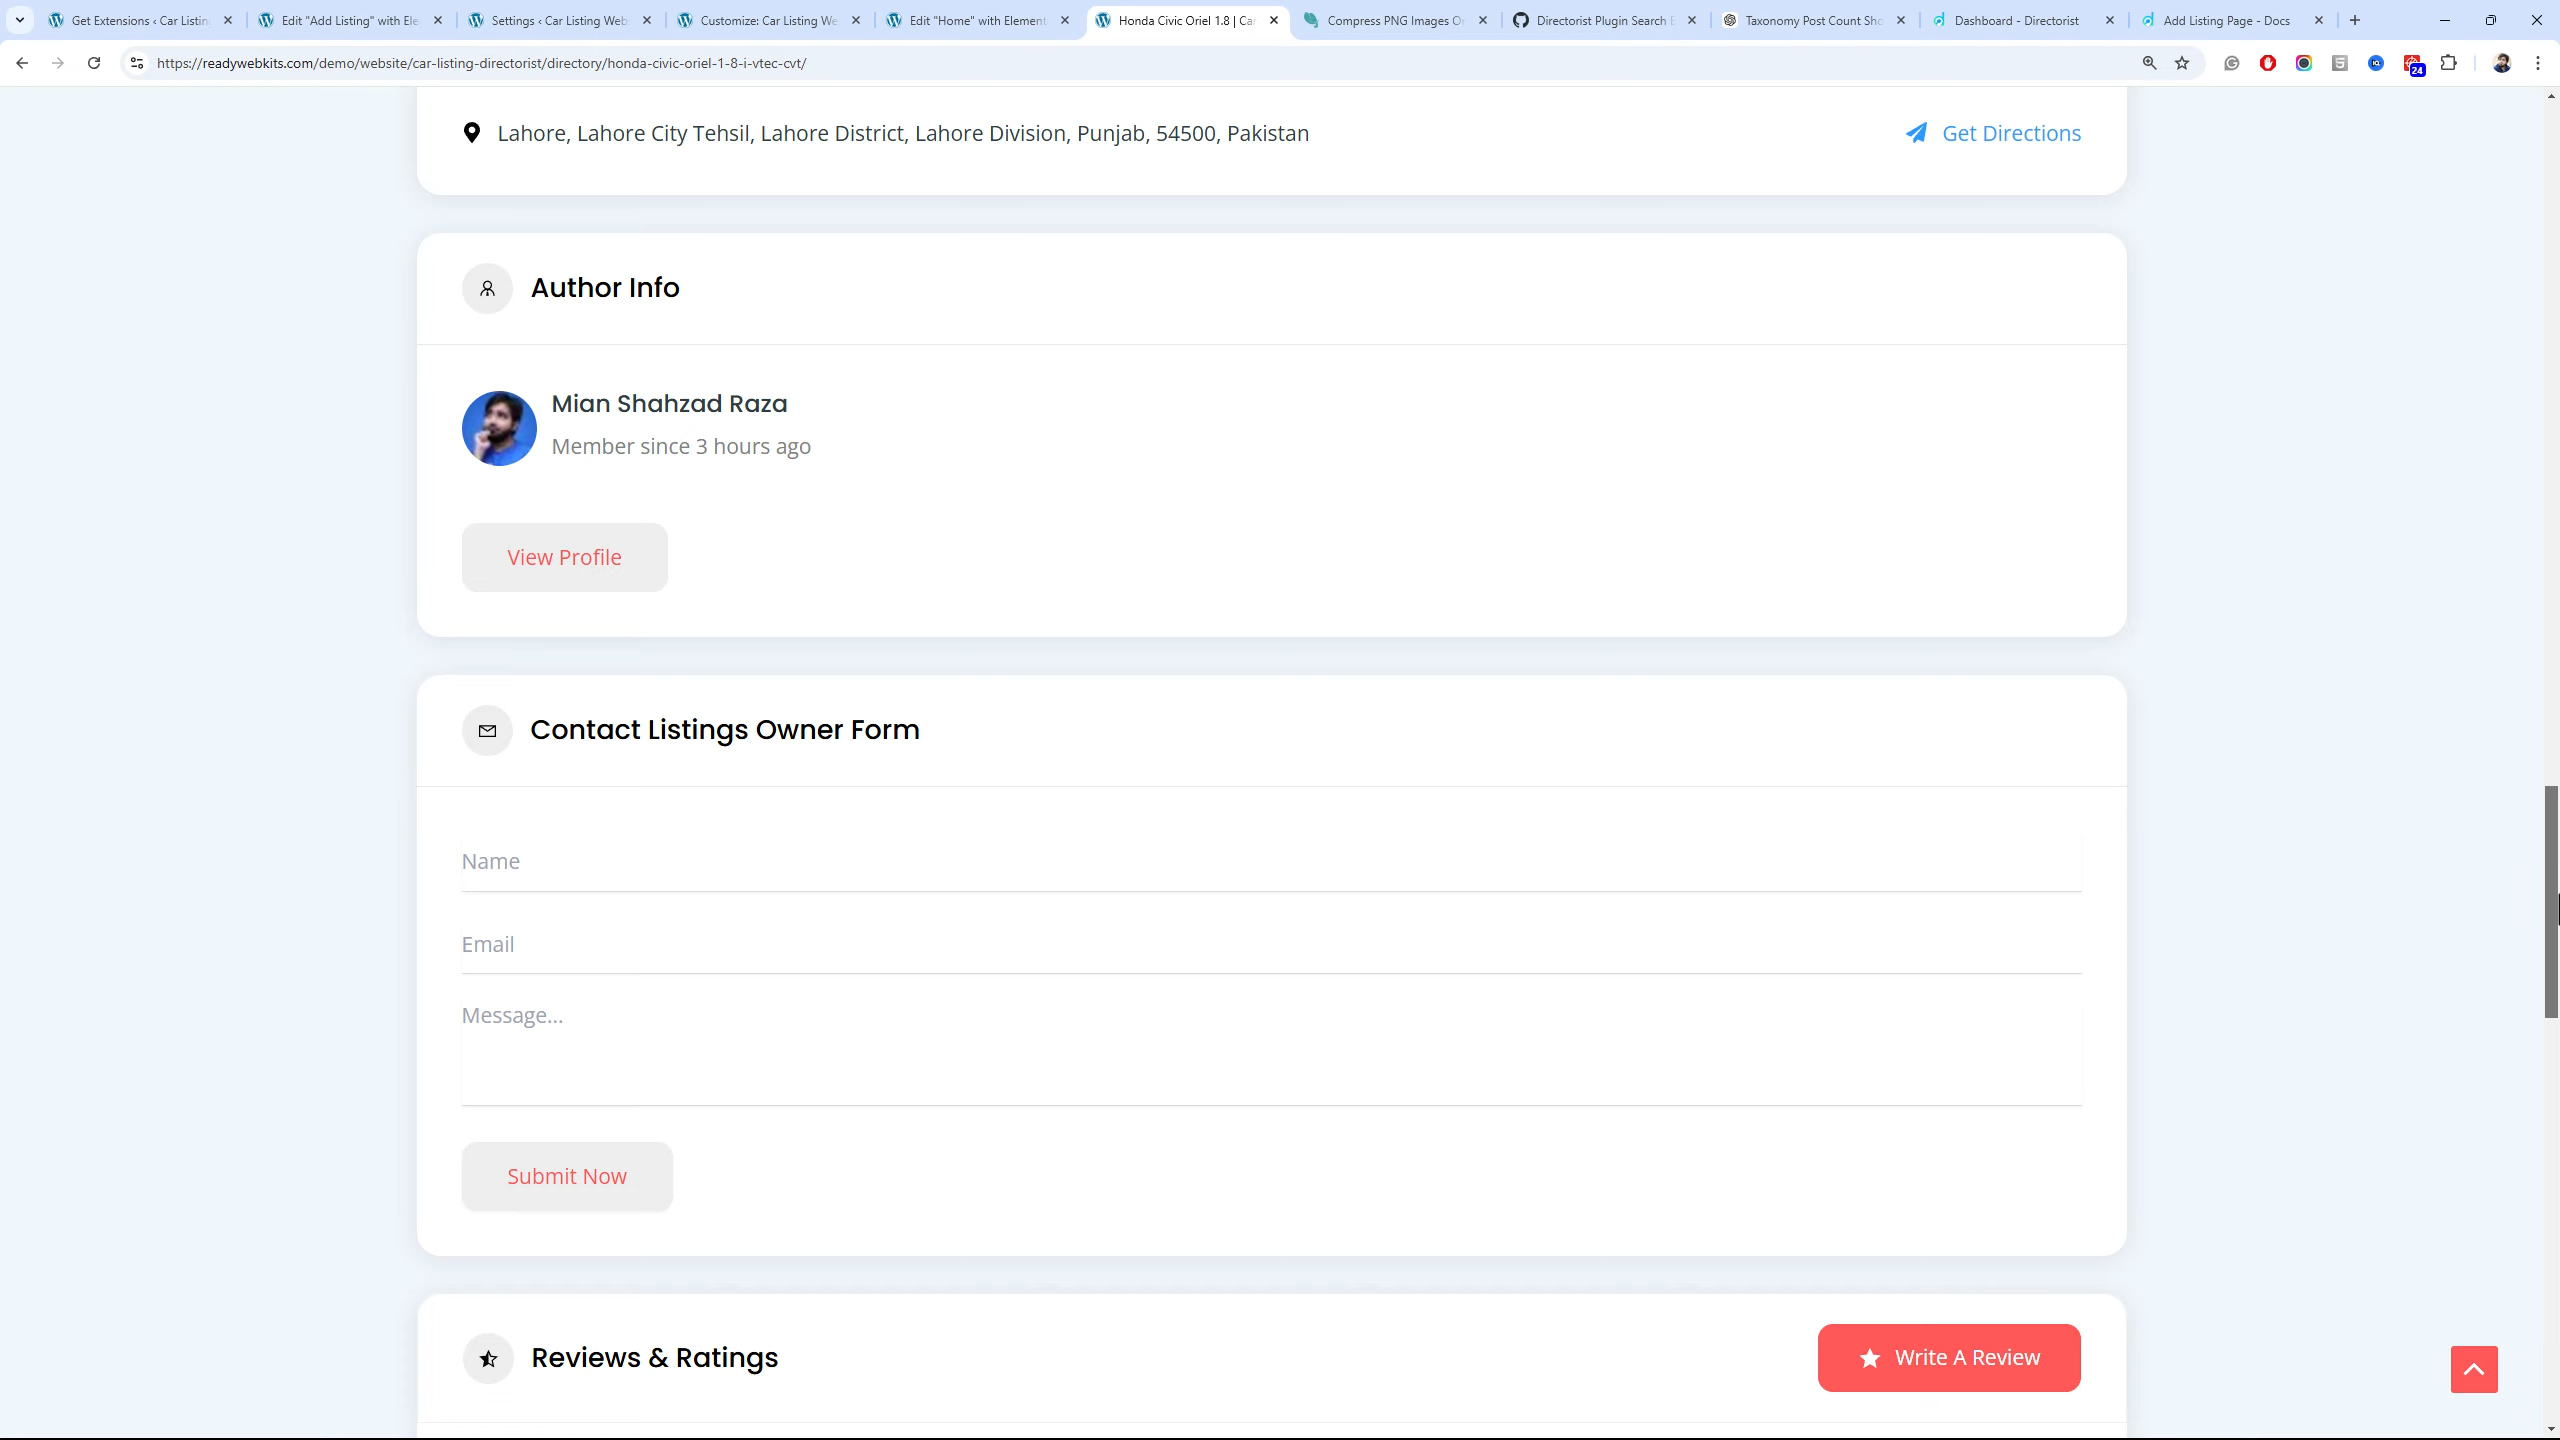 Get Extensions ‹ Car Listin
Edit "Add Listing" with Ele
Settings ‹ Car Listing Web
Customize: Car Listing We
Edit "Home" with Element
Honda Civic Oriel 1.8 | Ca
Compress PNG Images O
Directorist Plugin Search E
Taxonomy Post Count Sho
Dashboard - Directorist
Add Listing Page - Docs
https://readywebkits.com/demo/website/car-listing-directorist/directory/honda-civic-oriel-1-8-i-vtec-cvt/
24
Lahore, Lahore City Tehsil, Lahore District, Lahore Division, Punjab, 54500, Pakistan
Get Directions
Author Info
Mian Shahzad Raza
Member since 3 hours ago
View Profile
Contact Listings Owner Form
Name
Email
Message...
Submit Now
Reviews & Ratings
Write A Review